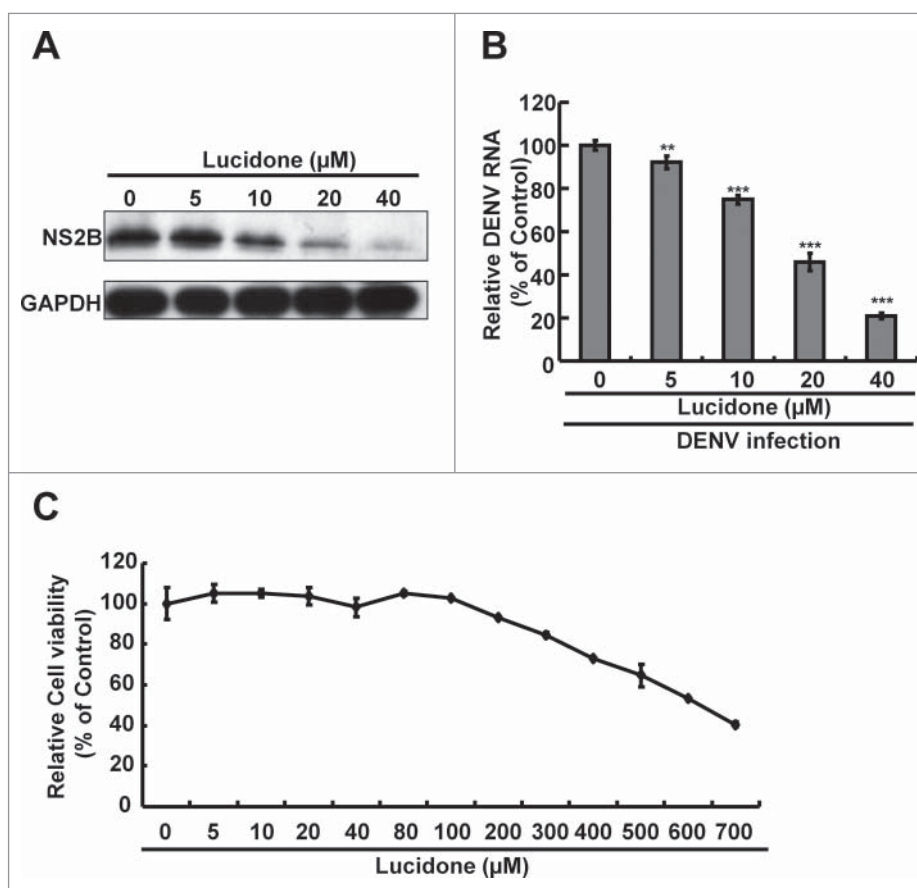 A
Lucidone (µM)
0 5 10 20 40
NS2B
GAPDH
B
Relative DENV RNA
(% of Control)
120
100
80
60
40
20
0
**
***
***
***
0 5 10 20 40
Lucidone (µM)
DENV infection
C
Relative Cell viability
(% of Control)
120
100
80
60
40
20
0
0 5 10 20 40 80 100 200 300 400 500 600 700
Lucidone (µM)